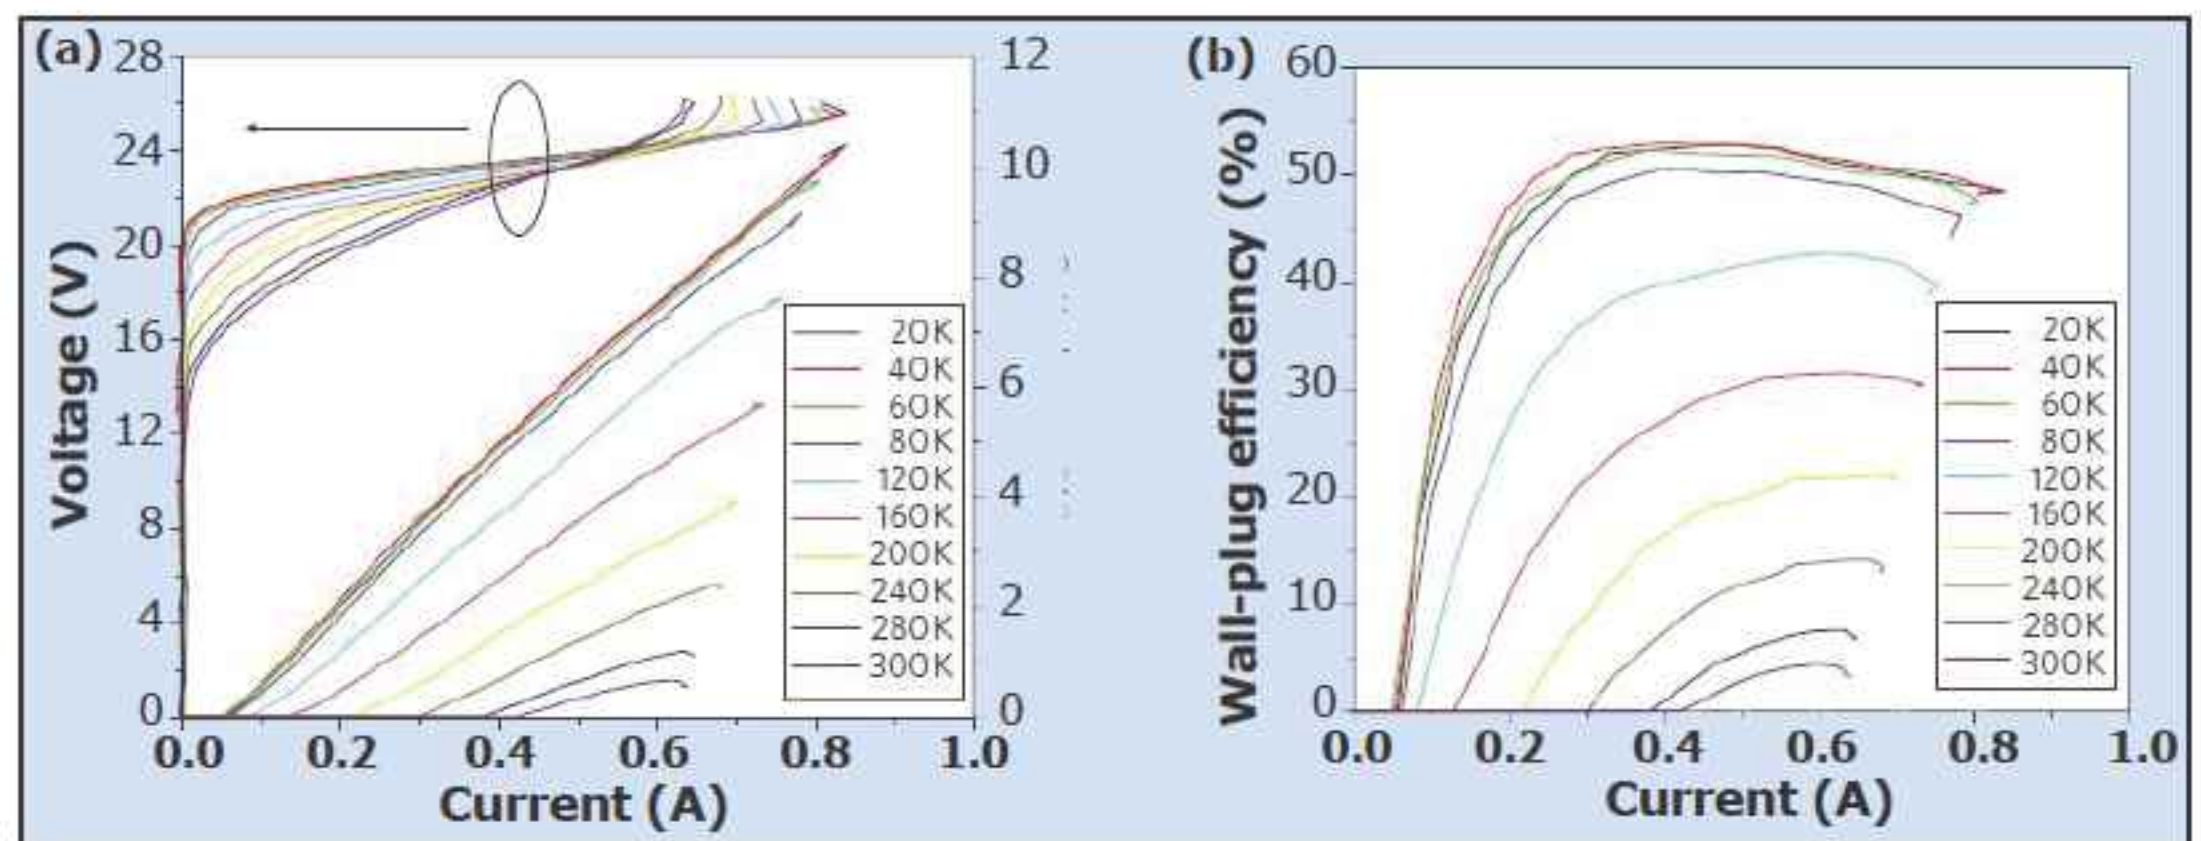 (a)
28
24
20
16
12
8
4
0
Voltage (V)
12
10
8
6
4
2
0
20K
40K
60K
80K
120K
160K
200K
240K
280K
300K
0.0 0.2 0.4 0.6 0.8 1.0
Current (A)
(b)
60
50
40
30
20
10
0
Wall-plug efficiency (%)
20K
40K
60K
80K
120K
160K
200K
240K
280K
300K
0.0 0.2 0.4 0.6 0.8 1.0
Current (A)